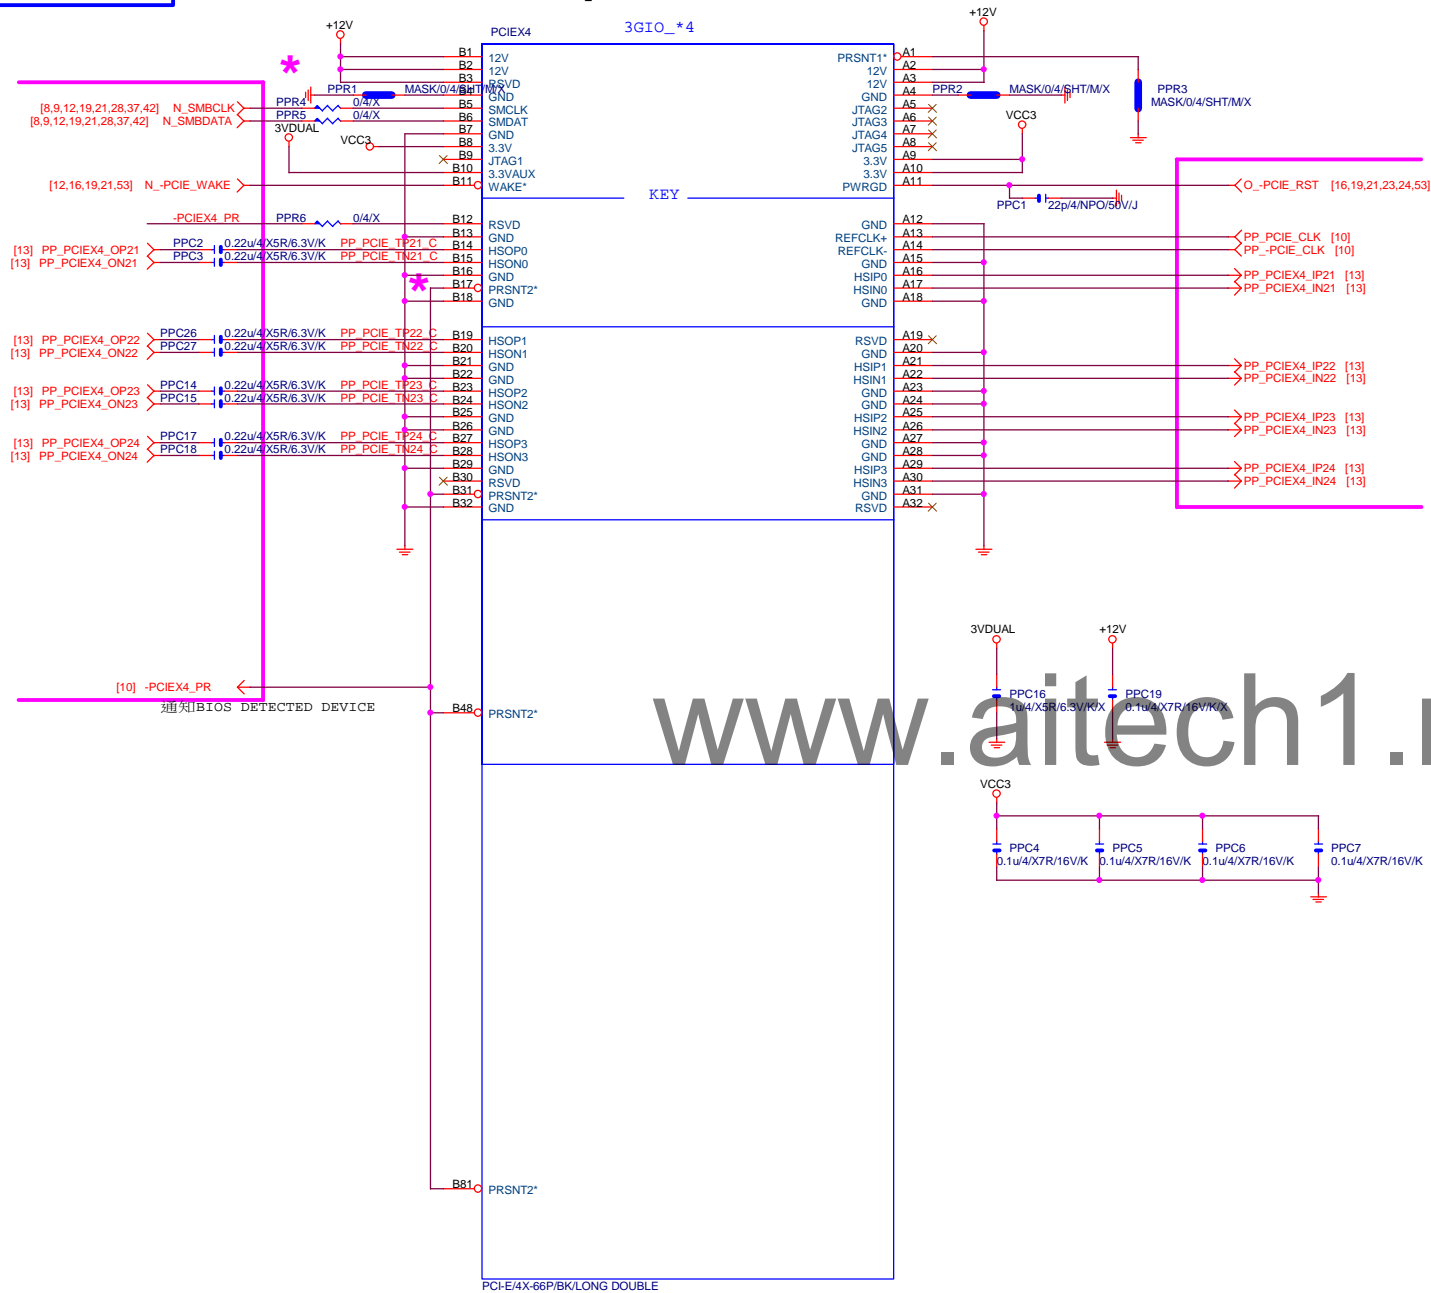 +12V
+12V
PCIEX4
3GIO_*4
B1 12V
B2 12V
B3 RSVD
B4 GND
B5 SMCLK
B6 SMDAT
B7 GND
B8 3.3V
B9 JTAG1
B10 3.3VAUX
B11 WAKE*
PRSNT1* A1
12V A2
12V A3
GND A4
JTAG2 A5
JTAG3 A6
JTAG4 A7
JTAG5 A8
3.3V A9
3.3V A10
PWRGD A11
*
PPR1 MASK/0/4/SHT/M/X
PPR2 MASK/0/4/SHT/M/X
PPR3
MASK/0/4/SHT/M/X
[8,9,12,19,21,28,37,42] N_SMBCLK PPR4 0/4/X
[8,9,12,19,21,28,37,42] N_SMBDATA PPR5 0/4/X
3VDUAL
VCC3
VCC3
[12,16,19,21,53] N_-PCIE_WAKE
O_-PCIE_RST [16,19,21,23,24,53]
PPC1 22p/4/NPO/50V/J
KEY
-PCIEX4_PR PPR6 0/4/X
B12 RSVD
B13 GND
B14 HSOP0
B15 HSON0
B16 GND
B17 PRSNT2*
B18 GND
GND A12
REFCLK+ A13
REFCLK- A14
GND A15
HSIP0 A16
HSIN0 A17
GND A18
[13] PP_PCIEX4_OP21 PPC2 0.22u/4/X5R/6.3V/K PP_PCIE_TP21_C
[13] PP_PCIEX4_ON21 PPC3 0.22u/4/X5R/6.3V/K PP_PCIE_TN21_C
*
PP_PCIE_CLK [10]
PP_-PCIE_CLK [10]
PP_PCIEX4_IP21 [13]
PP_PCIEX4_IN21 [13]
[13] PP_PCIEX4_OP22 PPC26 0.22u/4/X5R/6.3V/K PP_PCIE_TP22_C
[13] PP_PCIEX4_ON22 PPC27 0.22u/4/X5R/6.3V/K PP_PCIE_TN22_C
[13] PP_PCIEX4_OP23 PPC14 0.22u/4/X5R/6.3V/K PP_PCIE_TP23_C
[13] PP_PCIEX4_ON23 PPC15 0.22u/4/X5R/6.3V/K PP_PCIE_TN23_C
[13] PP_PCIEX4_OP24 PPC17 0.22u/4/X5R/6.3V/K PP_PCIE_TP24_C
[13] PP_PCIEX4_ON24 PPC18 0.22u/4/X5R/6.3V/K PP_PCIE_TN24_C
B19 HSOP1
B20 HSON1
B21 GND
B22 GND
B23 HSOP2
B24 HSON2
B25 GND
B26 GND
B27 HSOP3
B28 HSON3
B29 GND
B30 RSVD
B31 PRSNT2*
B32 GND
RSVD A19
GND A20
HSIP1 A21
HSIN1 A22
GND A23
GND A24
HSIP2 A25
HSIN2 A26
GND A27
GND A28
HSIP3 A29
HSIN3 A30
GND A31
RSVD A32
PP_PCIEX4_IP22 [13]
PP_PCIEX4_IN22 [13]
PP_PCIEX4_IP23 [13]
PP_PCIEX4_IN23 [13]
PP_PCIEX4_IP24 [13]
PP_PCIEX4_IN24 [13]
[10] -PCIEX4_PR
通知BIOS DETECTED DEVICE
B48 PRSNT2*
3VDUAL
+12V
PPC16
1u/4/X5R/6.3V/K/X
PPC19
0.1u/4/X7R/16V/K/X
www.aitech1.
VCC3
PPC4
0.1u/4/X7R/16V/K
PPC5
0.1u/4/X7R/16V/K
PPC6
0.1u/4/X7R/16V/K
PPC7
0.1u/4/X7R/16V/K
B81 PRSNT2*
PCI-E/4X-66P/BK/LONG DOUBLE